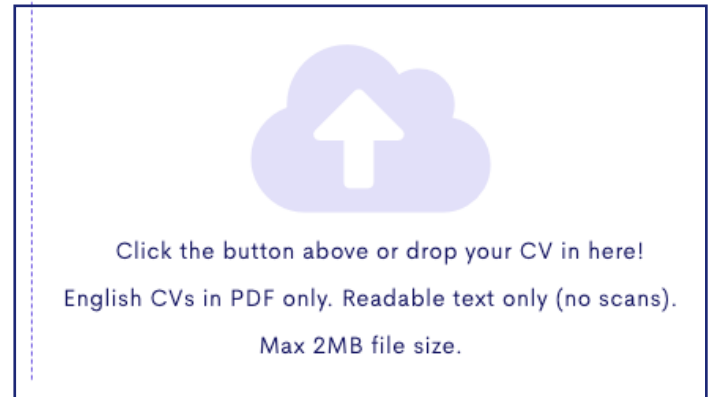 Click the button above or drop your CV in here!
English CVs in PDF only. Readable text only (no scans).
Max 2MB file size.